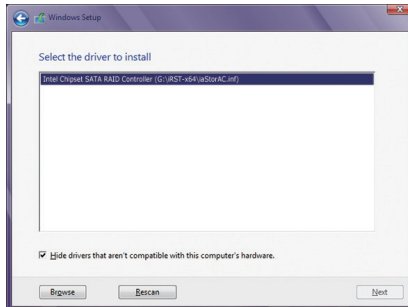 Windows Setup
Select the driver to install
Intel Chipset SATA RAID Controller (G:\iRST-x64\iaStorAC.inf)
Hide drivers that aren't compatible with this computer's hardware.
Browse
Rescan
Next